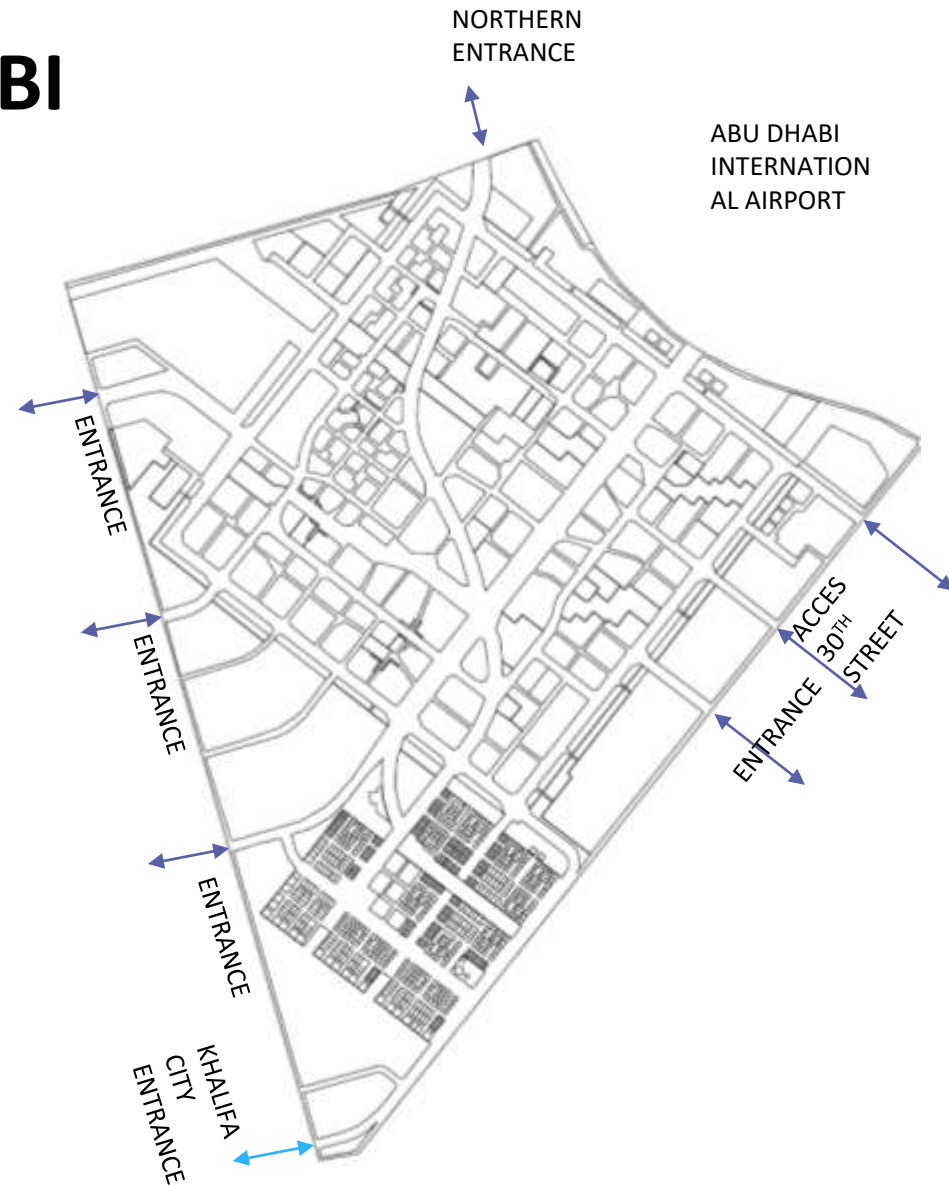 NORTHERN
ENTRANCE
BI
ABU DHABI
INTERNATION
AL AIRPORT
ENTRANCE
ENTRANCE
ACCES
30TH
STREET
ENTRANCE
ENTRANCE
KHALIFA
CITY
ENTRANCE